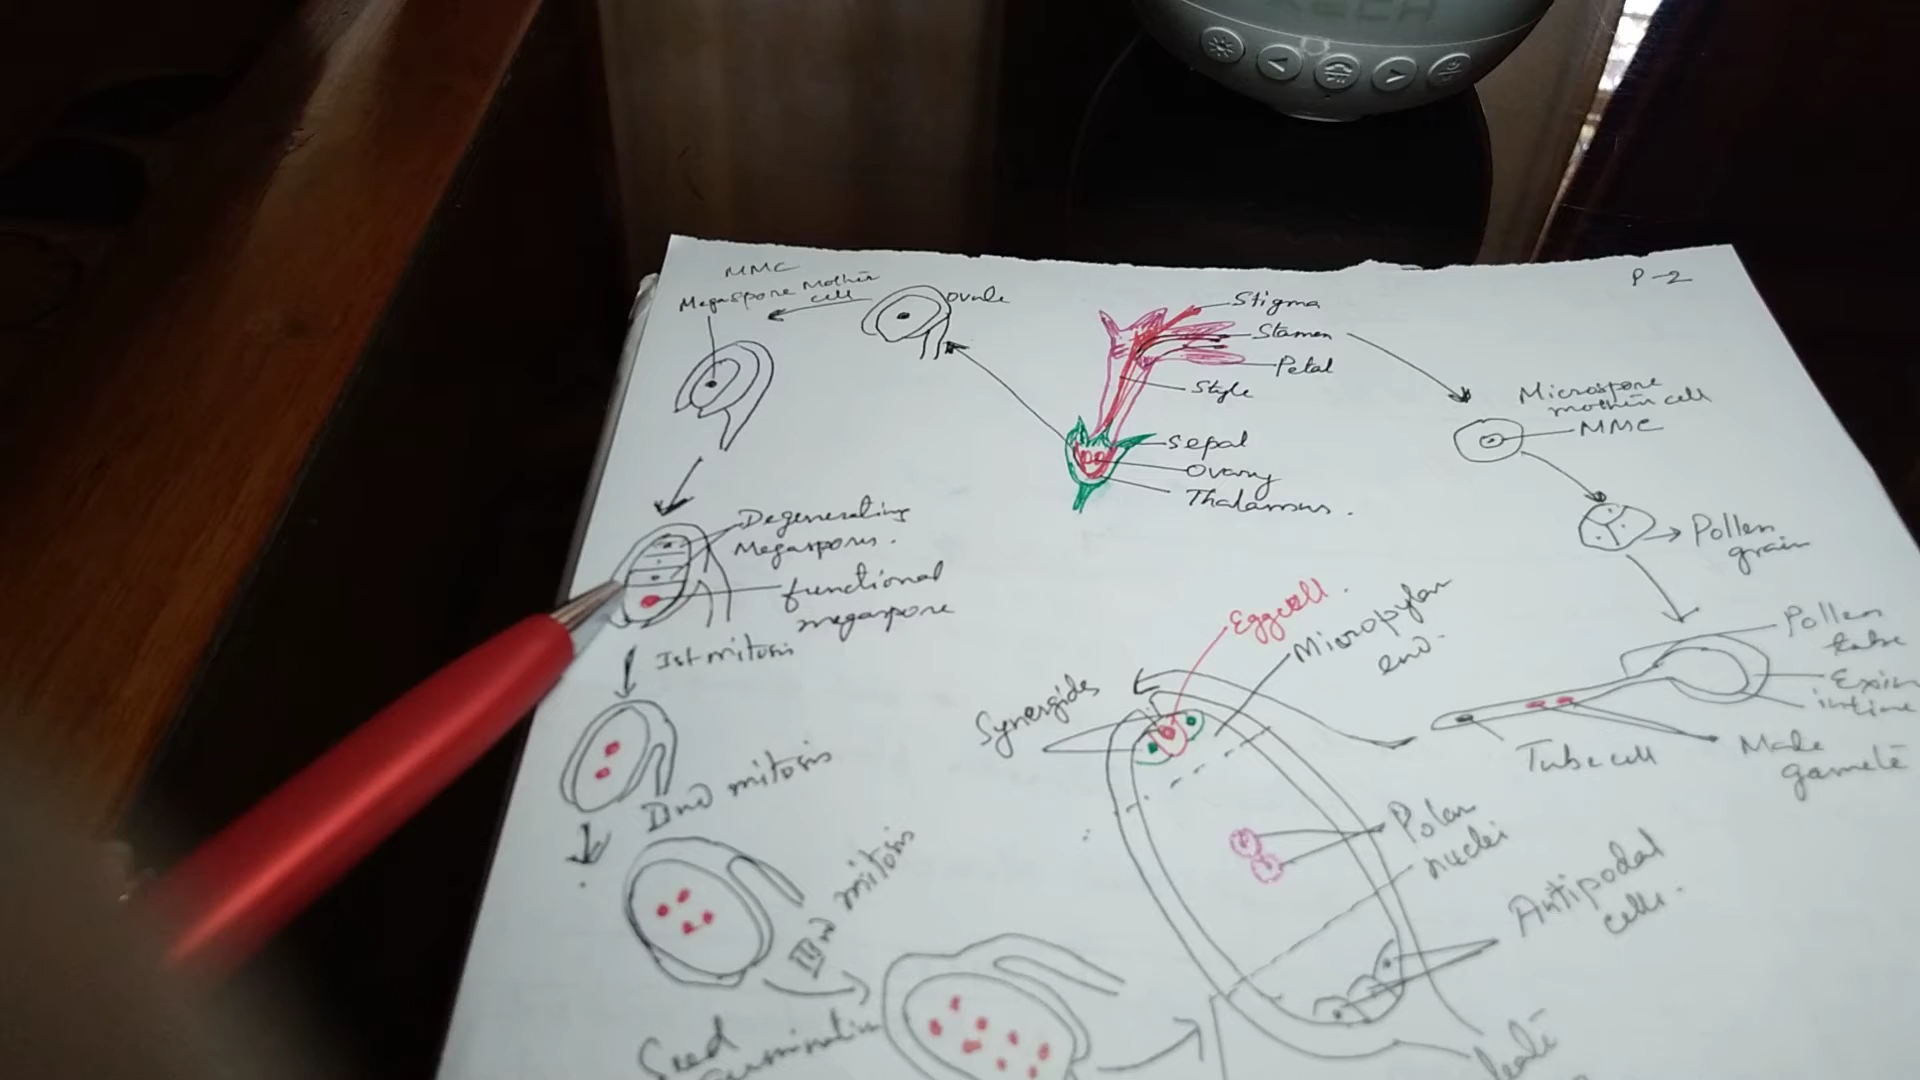 P-2
MMC
Megaspore Mother
cell
ovule
Stigma
Stamen
Petal
Style
Sepal
Ovary
Thalamus.
Microspore
mother cell
MMC
Pollen
grain
Degenerating
Megaspores.
functional
megaspore
Ist mitosis
IInd mitosis
IIIrd mitosis
Egg cell.
Micropylar
end
Synergids
Pollen
tube
Exine
intine
Tube cell
Male
gamete
Polar
nuclei
Antipodal
cells.
Seed